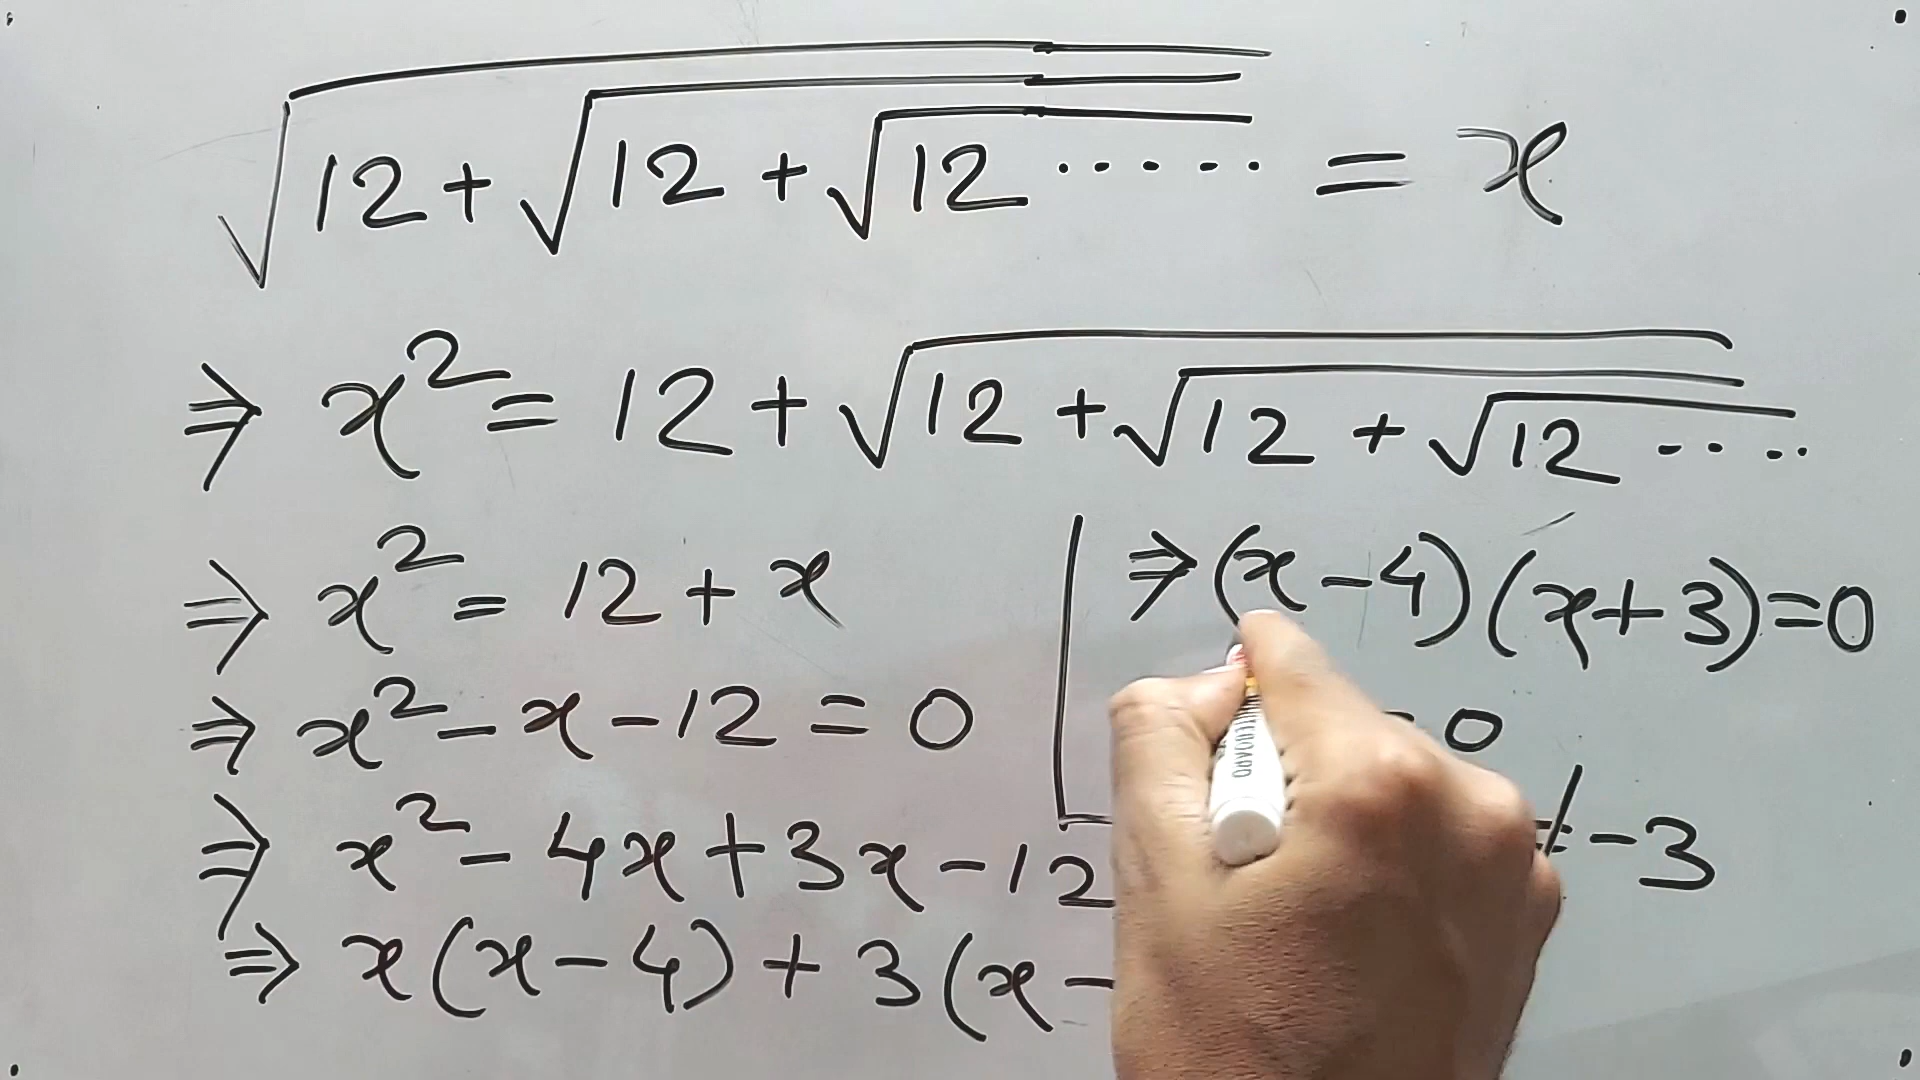 √(12 + √(12 + √(12 ..... = x
⇒ x² = 12 + √(12 + √(12 + √(12 ....
⇒ x² = 12 + x
⇒ x² - x - 12 = 0
⇒ x² - 4x + 3x - 12
⇒ x(x - 4) + 3(x -
⇒ (x - 4)(x + 3) = 0
0
≠ -3